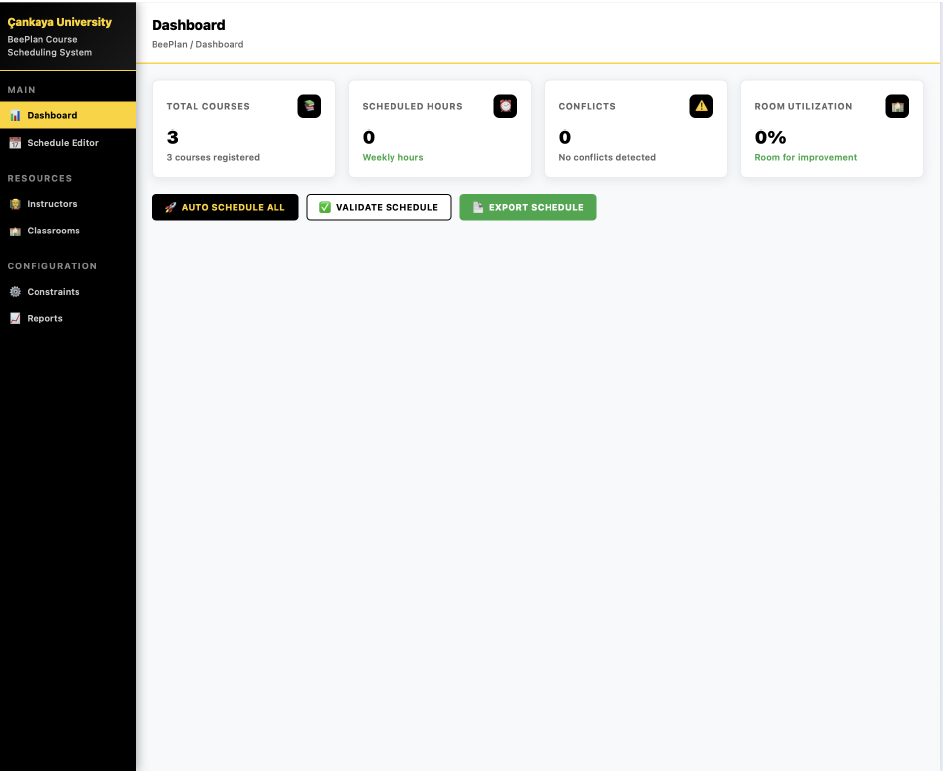 Çankaya University
BeePlan Course
Scheduling System
MAIN
Dashboard
Schedule Editor
RESOURCES
Instructors
Classrooms
CONFIGURATION
Constraints
Reports
Dashboard
BeePlan / Dashboard
TOTAL COURSES
3
3 courses registered
SCHEDULED HOURS
0
Weekly hours
CONFLICTS
0
No conflicts detected
ROOM UTILIZATION
0%
Room for improvement
AUTO SCHEDULE ALL
VALIDATE SCHEDULE
EXPORT SCHEDULE